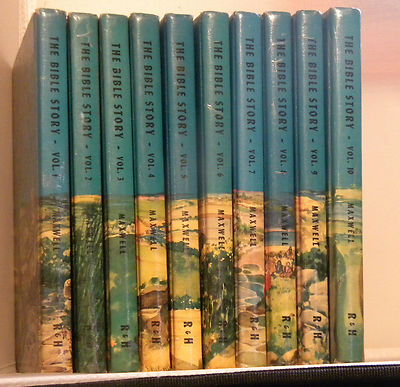 THE BIBLE STORY - VOL. 1 MAXWELL R & H
THE BIBLE STORY - VOL. 2 MAXWELL R & H
THE BIBLE STORY - VOL. 3 MAXWELL R & H
THE BIBLE STORY - VOL. 4 MAXWELL R & H
THE BIBLE STORY - VOL. 5 MAXWELL R & H
THE BIBLE STORY - VOL. 6 MAXWELL R & H
THE BIBLE STORY - VOL. 7 MAXWELL R & H
THE BIBLE STORY - VOL. MAXWELL R & H
THE BIBLE STORY - VOL. 9 MAXWELL R & H
THE BIBLE STORY - VOL. 10 MAXWELL R & H